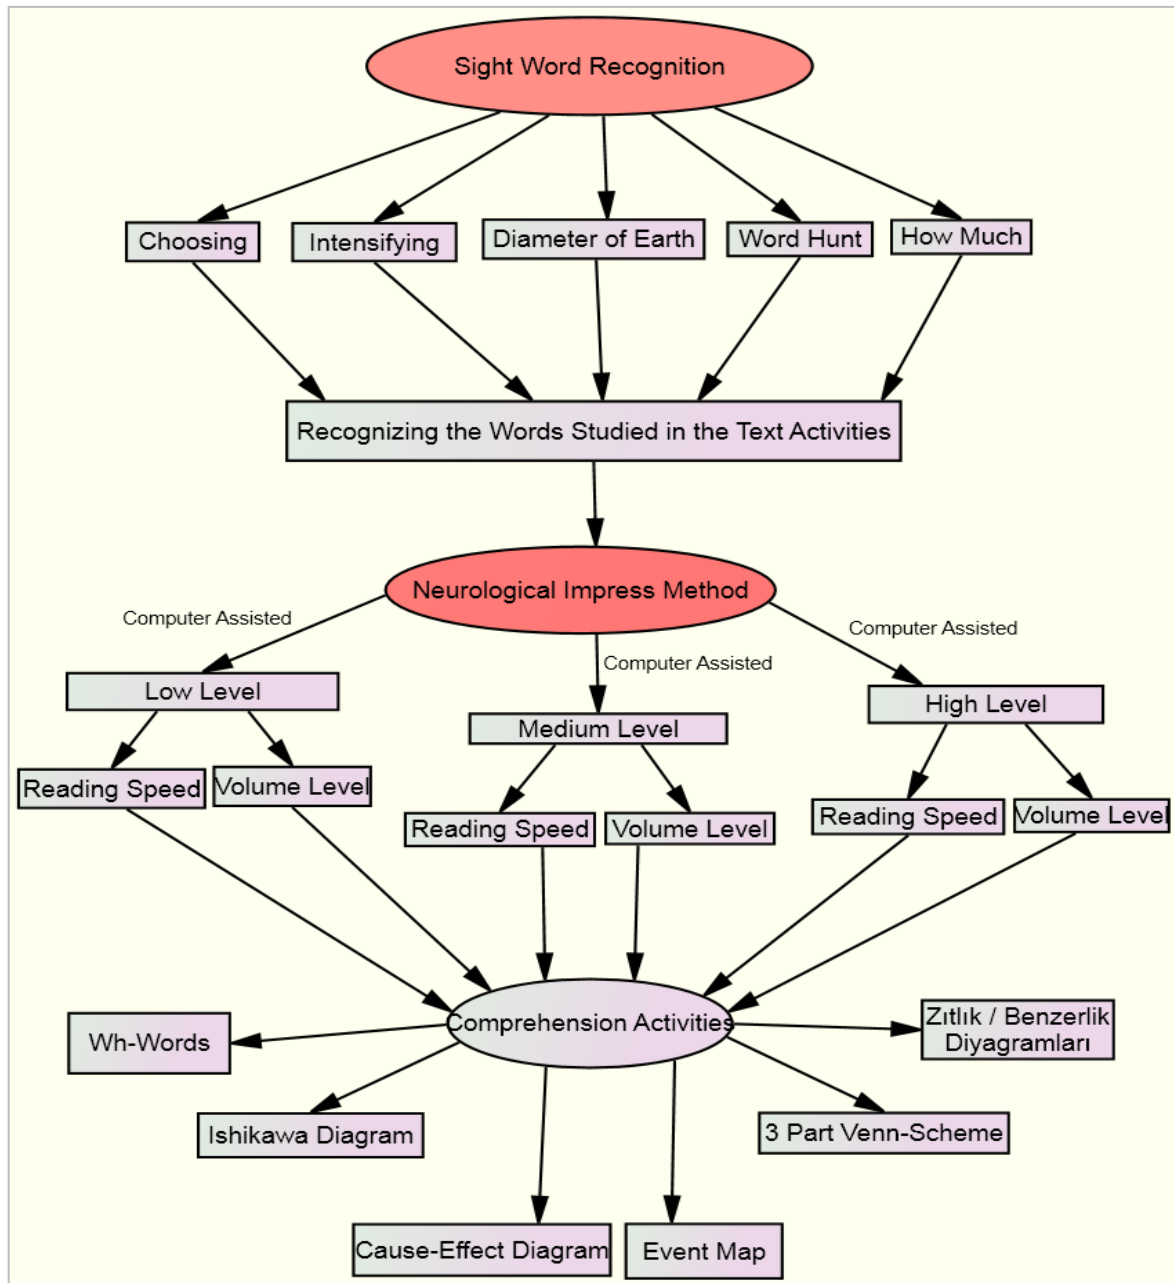 Sight Word Recognition
Choosing
Intensifying
Diameter of Earth
Word Hunt
How Much
Recognizing the Words Studied in the Text Activities
Neurological Impress Method
Computer Assisted
Computer Assisted
Computer Assisted
Low Level
Medium Level
High Level
Reading Speed
Volume Level
Reading Speed
Volume Level
Reading Speed
Volume Level
Comprehension Activities
Wh-Words
Zıtlık / Benzerlik
Diyagramları
Ishikawa Diagram
3 Part Venn-Scheme
Cause-Effect Diagram
Event Map